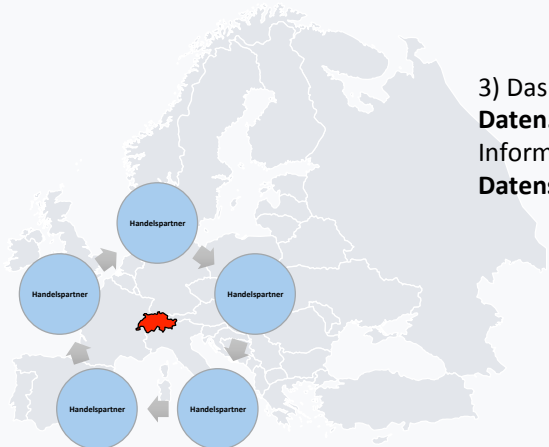 3) Das
Daten
Inform
Datens
Handelspartner
Handelspartner
Handelspartner
Handelspartner
Handelspartner